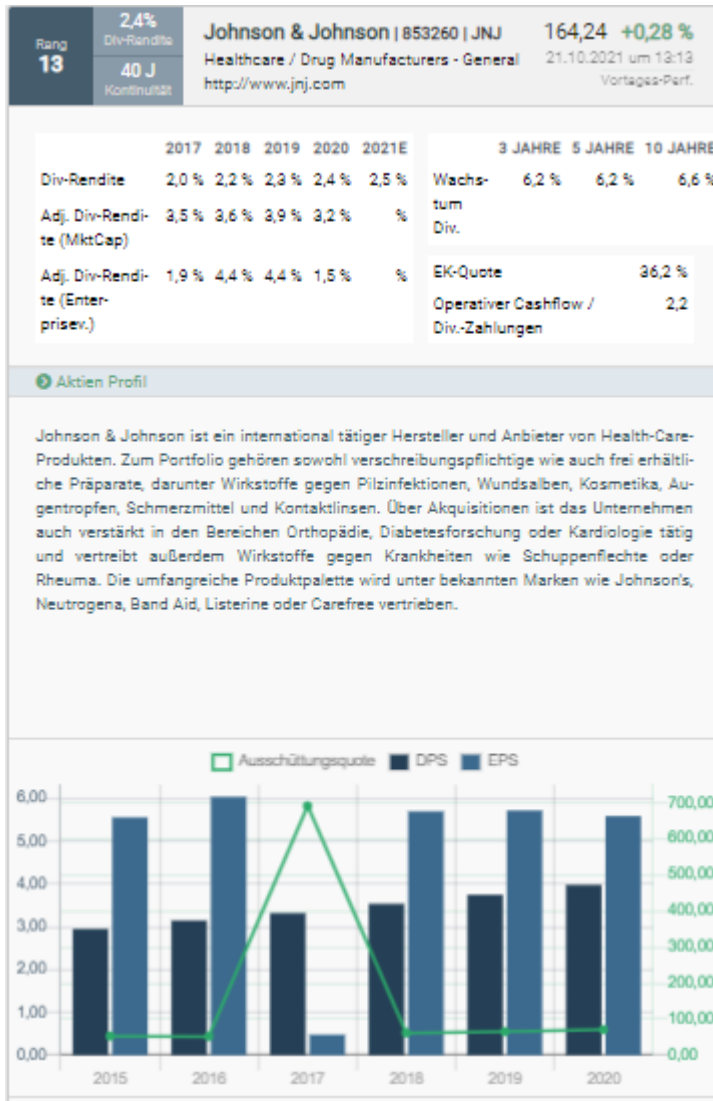 Rang
13
2,4%
Div-Rendite
40 J
Kontinuität
Johnson & Johnson | 853260 | JNJ
Healthcare / Drug Manufacturers - General
http://www.jnj.com
164,24 +0,28 %
21.10.2021 um 13:13
Vortages-Perf.
2017 2018 2019 2020 2021E
Div-Rendite 2,0 % 2,2 % 2,3 % 2,4 % 2,5 %
Adj. Div-Rendi- 3,5 % 3,6 % 3,9 % 3,2 % %
te (MktCap)
Adj. Div-Rendi- 1,9 % 4,4 % 4,4 % 1,5 % %
te (Enter-
prisev.)
3 JAHRE 5 JAHRE 10 JAHRE
Wachs- 6,2 % 6,2 % 6,6 %
tum
Div.
EK-Quote 36,2 %
Operativer Cashflow / 2,2
Div.-Zahlungen
Aktien Profil
Johnson & Johnson ist ein international tätiger Hersteller und Anbieter von Health-Care-
Produkten. Zum Portfolio gehören sowohl verschreibungspflichtige wie auch frei erhältli-
che Präparate, darunter Wirkstoffe gegen Pilzinfektionen, Wundsalben, Kosmetika, Au-
gentropfen, Schmerzmittel und Kontaktlinsen. Über Akquisitionen ist das Unternehmen
auch verstärkt in den Bereichen Orthopädie, Diabetesforschung oder Kardiologie tätig
und vertreibt außerdem Wirkstoffe gegen Krankheiten wie Schuppenflechte oder
Rheuma. Die umfangreiche Produktpalette wird unter bekannten Marken wie Johnson's,
Neutrogena, Band Aid, Listerine oder Carefree vertrieben.
Ausschüttungsquote DPS EPS
6,00 700,00
5,00 600,00
4,00 500,00
3,00 400,00
2,00 300,00
1,00 200,00
0,00 100,00
0,00
2015 2016 2017 2018 2019 2020